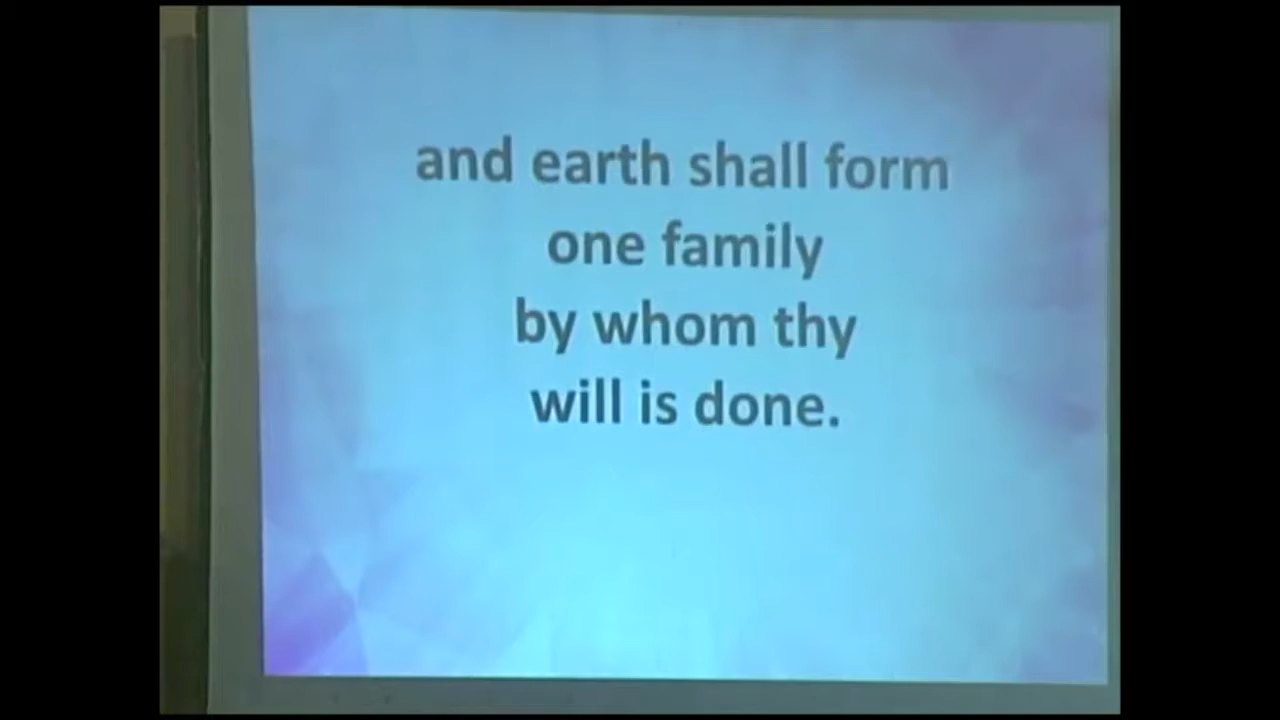 and earth shall form
one family
by whom thy
will is done.